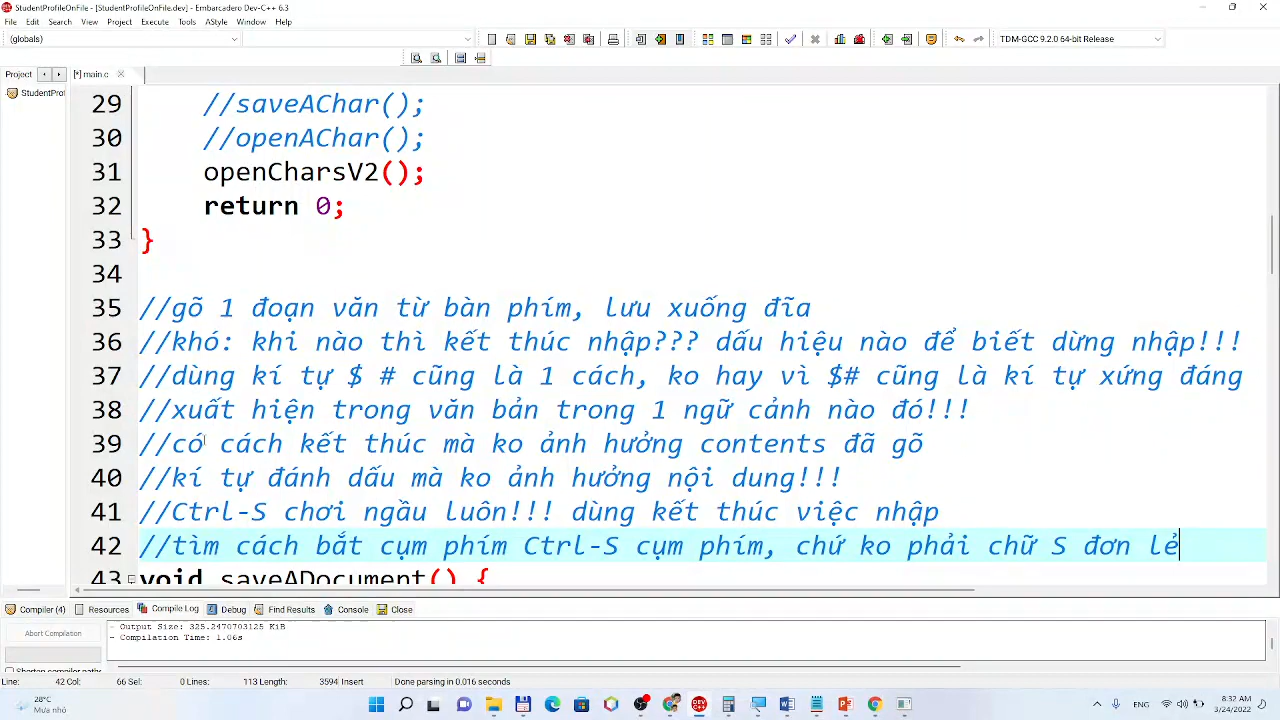 StudentProfileOnFile - [StudentProfileOnFile.dev] - Embarcadero Dev-C++ 6.3
File Edit Search View Project Execute Tools AStyle Window Help
(globals) TDM-GCC 9.2.0 64-bit Release
Project [*] main.c
StudentProf
29 //saveAChar();
30 //openAChar();
31 openCharsV2();
32 return 0;
33 }
34
35 //gõ 1 đoạn văn từ bàn phím, lưu xuống đĩa
36 //khó: khi nào thì kết thúc nhập??? dấu hiệu nào để biết dừng nhập!!!
37 //dùng kí tự $ # cũng là 1 cách, ko hay vì $# cũng là kí tự xứng đáng
38 //xuất hiện trong văn bản trong 1 ngữ cảnh nào đó!!!
39 //có cách kết thúc mà ko ảnh hưởng contents đã gõ
40 //kí tự đánh dấu mà ko ảnh hưởng nội dung!!!
41 //Ctrl-S chơi ngầu luôn!!! dùng kết thúc việc nhập
42 //tìm cách bắt cụm phím Ctrl-S cụm phím, chứ ko phải chữ S đơn lẻ
43 void saveADocument() {
Compiler (4) Resources Compile Log Debug Find Results Console Close
Abort Compilation
Shorten compiler paths
- Output Size: 325.2470703125 KiB
- Compilation Time: 1.06s
Line: 42 Col: 66 Sel: 0 Lines: 113 Length: 3594 Insert Done parsing in 0.016 seconds
28°C
Mưa nhỏ
8:32 AM
3/24/2022